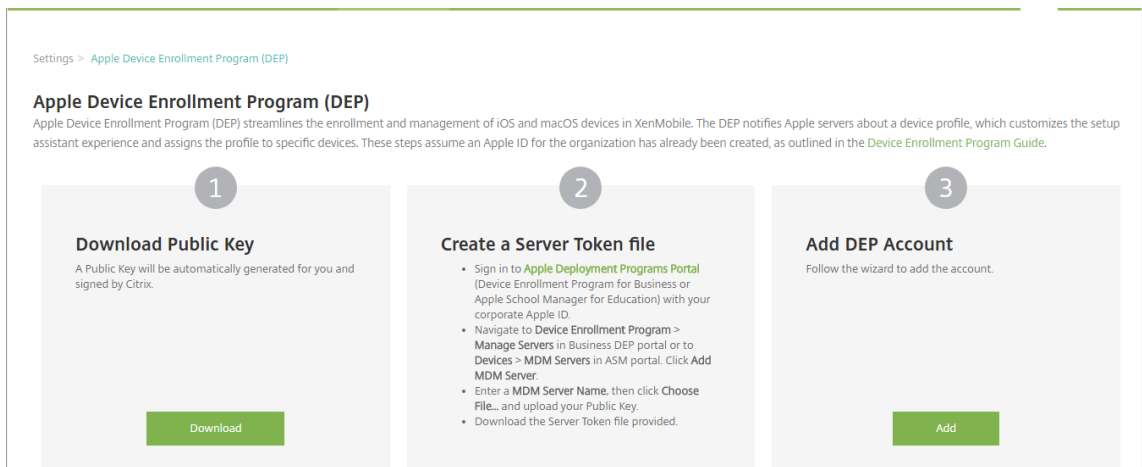 Settings > Apple Device Enrollment Program (DEP)
Apple Device Enrollment Program (DEP)
Apple Device Enrollment Program (DEP) streamlines the enrollment and management of iOS and macOS devices in XenMobile. The DEP notifies Apple servers about a device profile, which customizes the setup
assistant experience and assigns the profile to specific devices. These steps assume an Apple ID for the organization has already been created, as outlined in the Device Enrollment Program Guide.
1
Download Public Key
A Public Key will be automatically generated for you and
signed by Citrix.
Download
2
Create a Server Token file
• Sign in to Apple Deployment Programs Portal
(Device Enrollment Program for Business or
Apple School Manager for Education) with your
corporate Apple ID.
• Navigate to Device Enrollment Program >
Manage Servers in Business DEP portal or to
Devices > MDM Servers in ASM portal. Click Add
MDM Server.
• Enter a MDM Server Name, then click Choose
File... and upload your Public Key.
• Download the Server Token file provided.
3
Add DEP Account
Follow the wizard to add the account.
Add